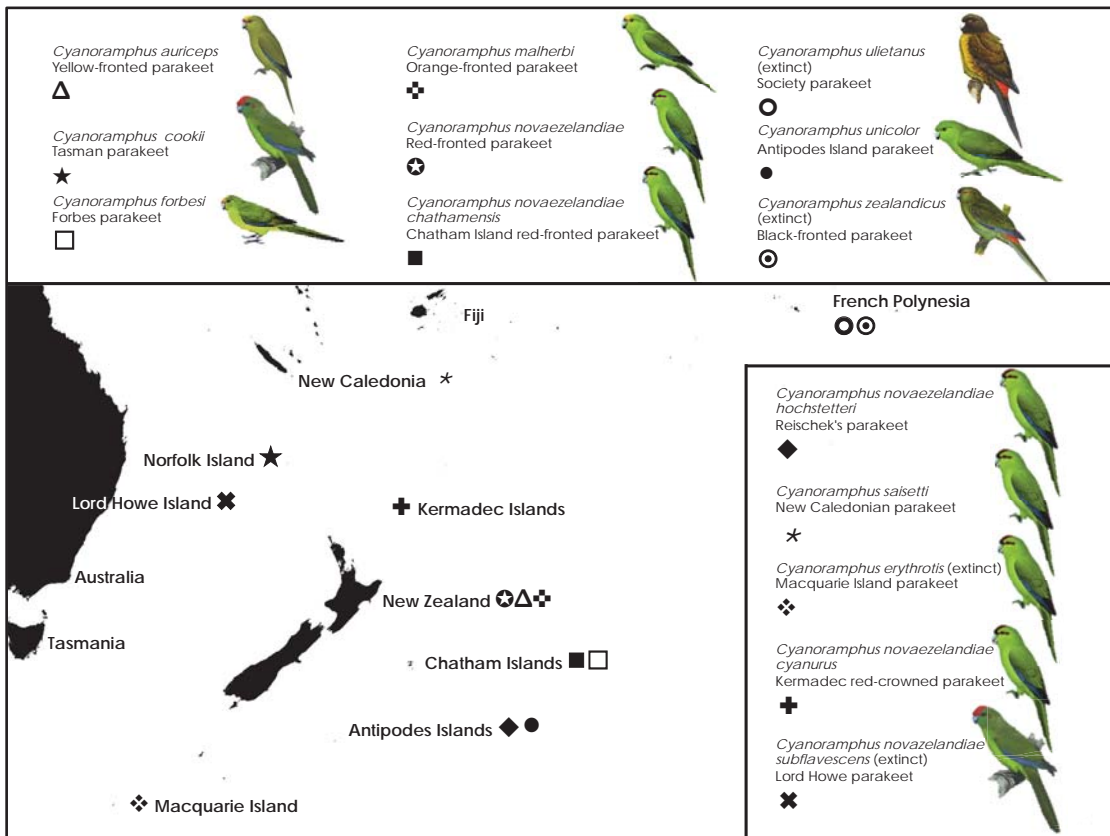 Cyanoramphus auriceps
Yellow-fronted parakeet
Cyanoramphus cookii
Tasman parakeet
Cyanoramphus forbesi
Forbes parakeet
Cyanoramphus malherbi
Orange-fronted parakeet
Cyanoramphus novaezelandiae
Red-fronted parakeet
Cyanoramphus novaezelandiae
chathamensis
Chatham Island red-fronted parakeet
Cyanoramphus ulietanus
(extinct)
Society parakeet
Cyanoramphus unicolor
Antipodes Island parakeet
Cyanoramphus zealandicus
(extinct)
Black-fronted parakeet
French Polynesia
Fiji
New Caledonia
Norfolk Island
Lord Howe Island
Kermadec Islands
Australia
New Zealand
Tasmania
Chatham Islands
Antipodes Islands
Macquarie Island
Cyanoramphus novaezelandiae
hochstetteri
Reischek's parakeet
Cyanoramphus saisetti
New Caledonian parakeet
Cyanoramphus erythrotis (extinct)
Macquarie Island parakeet
Cyanoramphus novaezelandiae
cyanurus
Kermadec red-crowned parakeet
Cyanoramphus novazelandiae
subflavescens (extinct)
Lord Howe parakeet